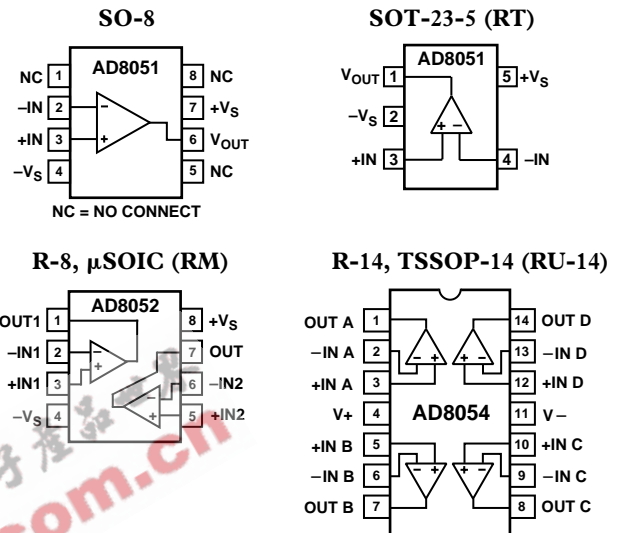 SO-8
AD8051
NC 1
−IN 2
+IN 3
−VS 4
8 NC
7 +VS
6 VOUT
5 NC
− +
NC = NO CONNECT
SOT-23-5 (RT)
AD8051
VOUT 1
−VS 2
+IN 3
5 +VS
4 −IN
+ −
R-8, µSOIC (RM)
AD8052
OUT1 1
−IN1 2
+IN1 3
−VS 4
8 +VS
7 OUT
6 −IN2
5 +IN2
− +
− +
R-14, TSSOP-14 (RU-14)
AD8054
OUT A 1
−IN A 2
+IN A 3
V+ 4
+IN B 5
−IN B 6
OUT B 7
14 OUT D
13 −IN D
12 +IN D
11 V−
10 +IN C
9 −IN C
8 OUT C
− +
+ −
− +
+ −
om.cn